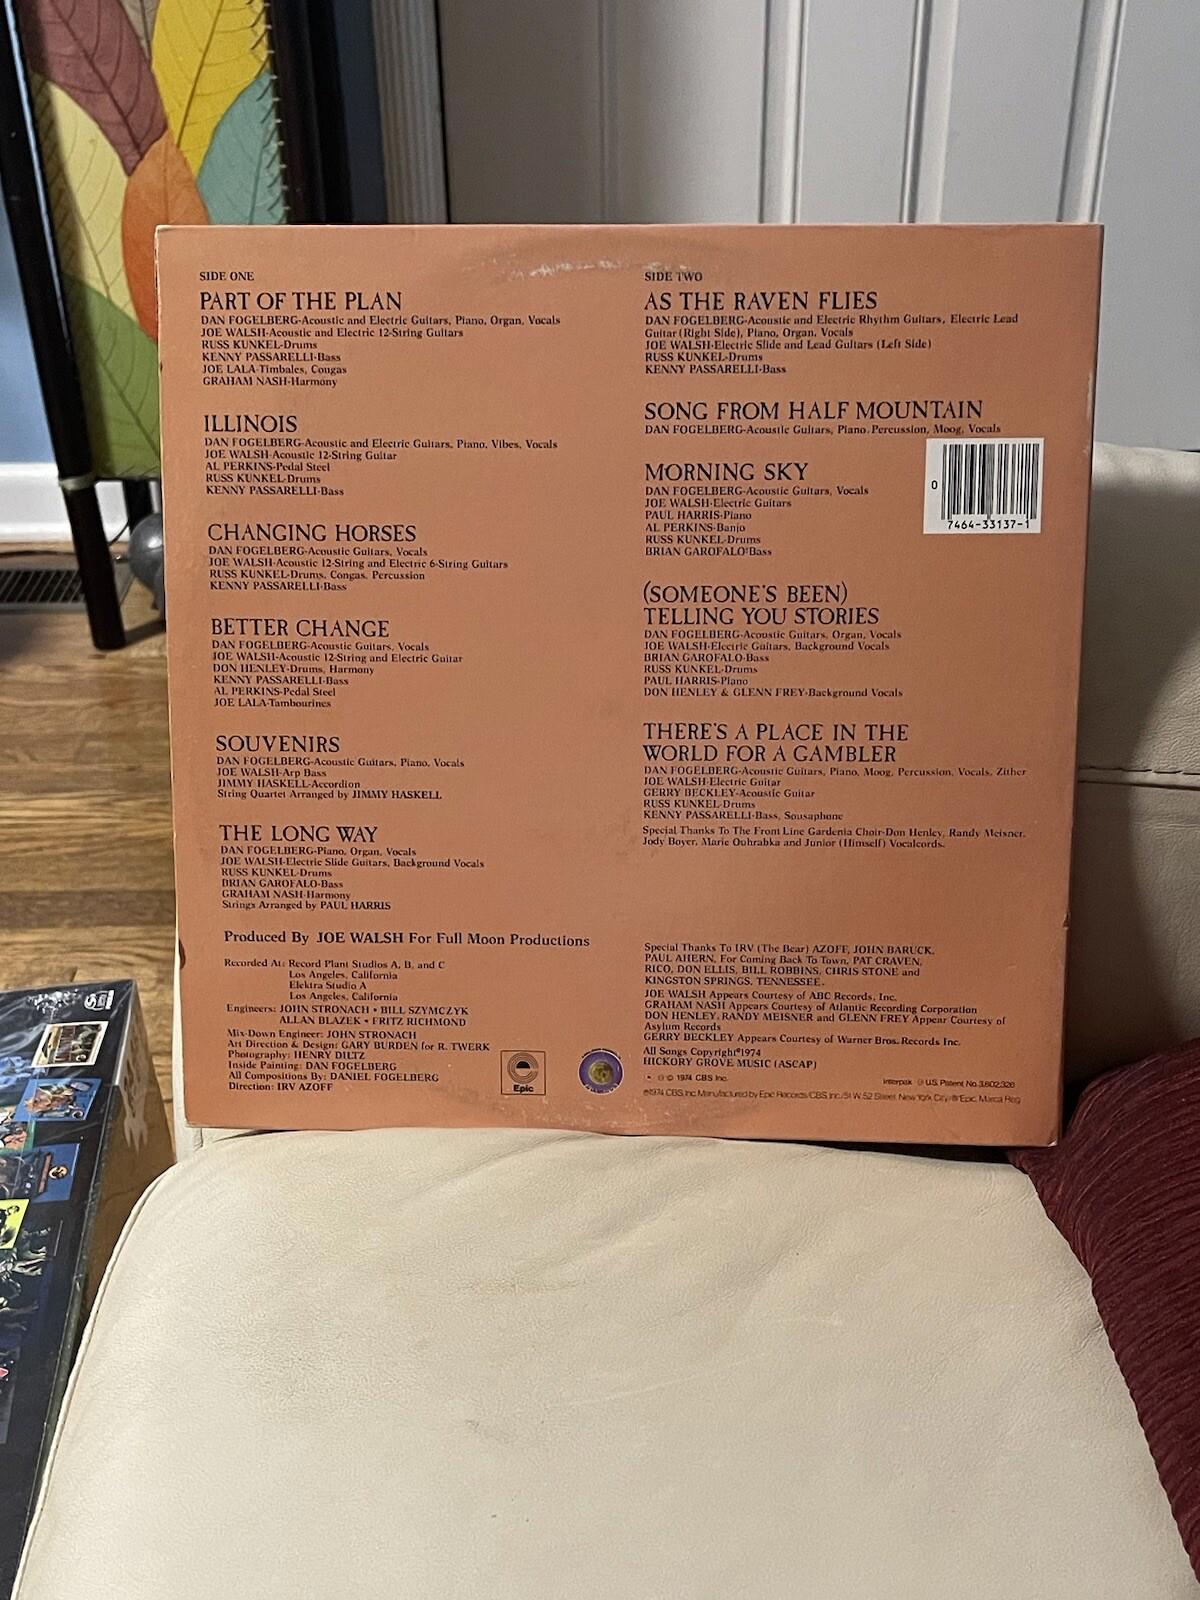 SIDE ONE
PART OF THE PLAN
DAN FOGELBERG-Acoustic and Electric Guitars, Piano, Organ, Vocals
JOE WALSH-Acoustic and Electric 12-String Guitars
RUSS KUNKEL-Drums
KENNY PASSARELLI-Bass
JOE LALA-Timbales, Congas
GRAHAM NASH-Harmony
ILLINOIS
DAN FOGELBERG-Acoustic and Electric Guitars, Piano, Vibes, Vocals
JOE WALSH-Acoustic 12-String Guitar
AL PERKINS-Pedal Steel
RUSS KUNKEL-Drums
KENNY PASSARELLI-Bass
CHANGING HORSES
DAN FOGELBERG-Acoustic Guitars, Vocals
JOE WALSH-Acoustic 12-String and Electric 6-String Guitars
RUSS KUNKEL-Drums, Congas, Percussion
KENNY PASSARELLI-Bass
BETTER CHANGE
DAN FOGELBERG-Acoustic Guitars, Vocals
JOE WALSH-Acoustic 12-String and Electric Guitar
DON HENLEY-Drums, Harmony
KENNY PASSARELLI-Bass
AL PERKINS-Pedal Steel
JOE LALA-Tambourines
SOUVENIRS
DAN FOGELBERG-Acoustic Guitars, Piano, Vocals
JOE WALSH-Arp Bass
JIMMY HASKELL-Accordion
String Quartet Arranged by JIMMY HASKELL
THE LONG WAY
DAN FOGELBERG-Piano, Organ, Vocals
JOE WALSH-Electric Slide Guitars, Background Vocals
RUSS KUNKEL-Drums
BRIAN GAROFALO-Bass
GRAHAM NASH-Harmony
Strings Arranged by PAUL HARRIS
Produced By JOE WALSH For Full Moon Productions
Recorded At: Record Plant Studios A, B, and C
Los Angeles, California
Elektra Studio A
Los Angeles, California
Engineers: JOHN STRONACH • BILL SZYMCZYK
ALLAN BLAZEK • FRITZ RICHMOND
Mix-Down Engineer: JOHN STRONACH
Art Direction & Design: GARY BURDEN for R. TWERK
Photography: HENRY DILTZ
Inside Painting: DAN FOGELBERG
All Compositions By: DANIEL FOGELBERG
Direction: IRV AZOFF
Epic
SIDE TWO
AS THE RAVEN FLIES
DAN FOGELBERG-Acoustic and Electric Rhythm Guitars, Electric Lead
Guitar (Right Side), Piano, Organ, Vocals
JOE WALSH-Electric Slide and Lead Guitars (Left Side)
RUSS KUNKEL-Drums
KENNY PASSARELLI-Bass
SONG FROM HALF MOUNTAIN
DAN FOGELBERG-Acoustic Guitars, Piano, Percussion, Moog, Vocals
MORNING SKY
DAN FOGELBERG-Acoustic Guitars, Vocals
JOE WALSH-Electric Guitars
PAUL HARRIS-Piano
AL PERKINS-Banjo
RUSS KUNKEL-Drums
BRIAN GAROFALO-Bass
0
7464-33137-1
(SOMEONE'S BEEN)
TELLING YOU STORIES
DAN FOGELBERG-Acoustic Guitars, Organ, Vocals
JOE WALSH-Electric Guitars, Background Vocals
BRIAN GAROFALO-Bass
RUSS KUNKEL-Drums
PAUL HARRIS-Piano
DON HENLEY & GLENN FREY-Background Vocals
THERE'S A PLACE IN THE
WORLD FOR A GAMBLER
DAN FOGELBERG-Acoustic Guitars, Piano, Moog, Percussion, Vocals, Zither
JOE WALSH-Electric Guitar
GERRY BECKLEY-Acoustic Guitar
RUSS KUNKEL-Drums
KENNY PASSARELLI-Bass, Sousaphone
Special Thanks To The Front Line Gardenia Choir-Don Henley, Randy Meisner,
Jody Boyer, Marie Ouhrabka and Junior (Himself) Vocalcords.
Special Thanks To IRV (The Bear) AZOFF, JOHN BARUCK,
PAUL AHERN, For Coming Back To Town, PAT CRAVEN,
RICO, DON ELLIS, BILL ROBBINS, CHRIS STONE and
KINGSTON SPRINGS, TENNESSEE.
JOE WALSH Appears Courtesy of ABC Records, Inc.
GRAHAM NASH Appears Courtesy of Atlantic Recording Corporation
DON HENLEY, RANDY MEISNER and GLENN FREY Appear Courtesy of
Asylum Records
GERRY BECKLEY Appears Courtesy of Warner Bros. Records Inc.
All Songs Copyright©1974
HICKORY GROVE MUSIC (ASCAP)
℗ © 1974 CBS Inc.
Interpak ® U.S. Patent No. 3,602,326
©1974 CBS Inc./Manufactured by Epic Records/CBS, Inc./51 W. 52 Street, New York City/® Epic, Marca Reg.